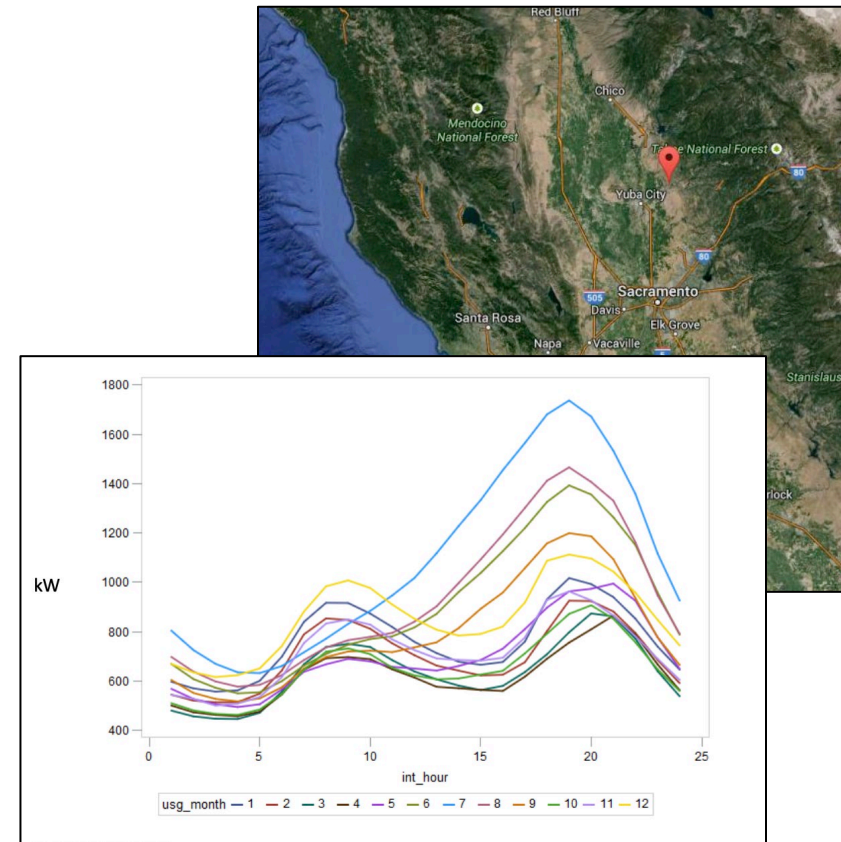 Red Bluff
Chico
Mendocino
National Forest
National Forest
80
Yuba City
80
Sacramento
505
Davis
Elk Grove
Santa Rosa
Napa
Vacaville
5
Stanislaus
1800
1600
1400
1200
1000
kW
800
600
400
0 5 10 15 20 25
int_hour
usg_month 1 2 3 4 5 6 7 8 9 10 11 12